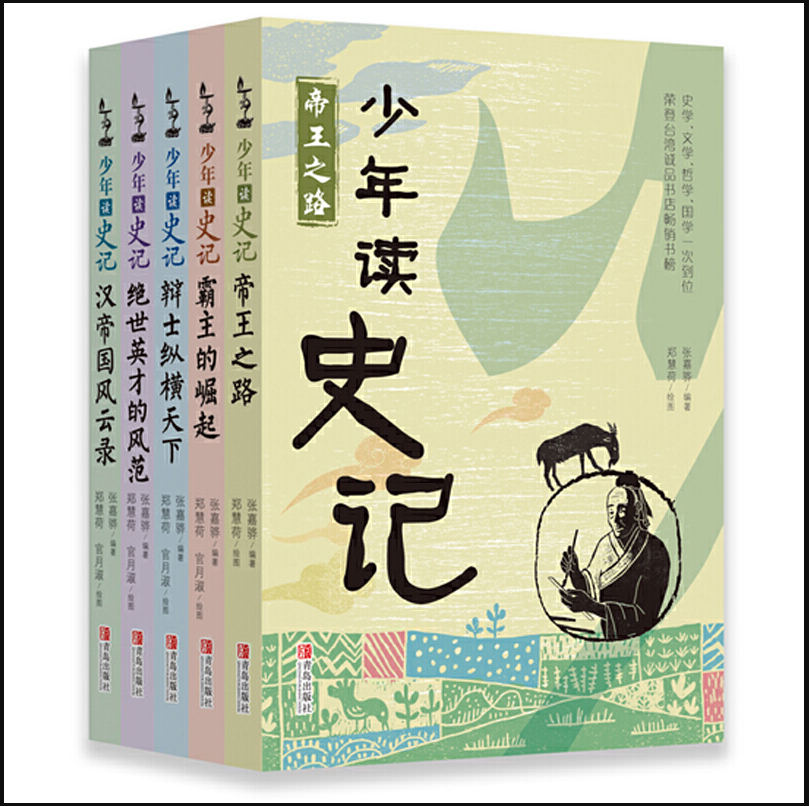 帝王之路
少年读
史记
史学、文学、哲学、国学一次到位
荣登台湾诚品书店畅销书榜
张嘉骅/编著
郑慧荷/绘图
少年读史记
帝王之路
张嘉骅/编著
郑慧荷/绘图
青岛出版社
少年读史记
霸主的崛起
张嘉骅/编著
郑慧荷 官月淑/绘图
青岛出版社
少年读史记
辩士纵横天下
张嘉骅/编著
郑慧荷 官月淑/绘图
青岛出版社
少年读史记
绝世英才的风范
张嘉骅/编著
郑慧荷 官月淑/绘图
青岛出版社
少年读史记
汉帝国风云录
张嘉骅/编著
郑慧荷 官月淑/绘图
青岛出版社